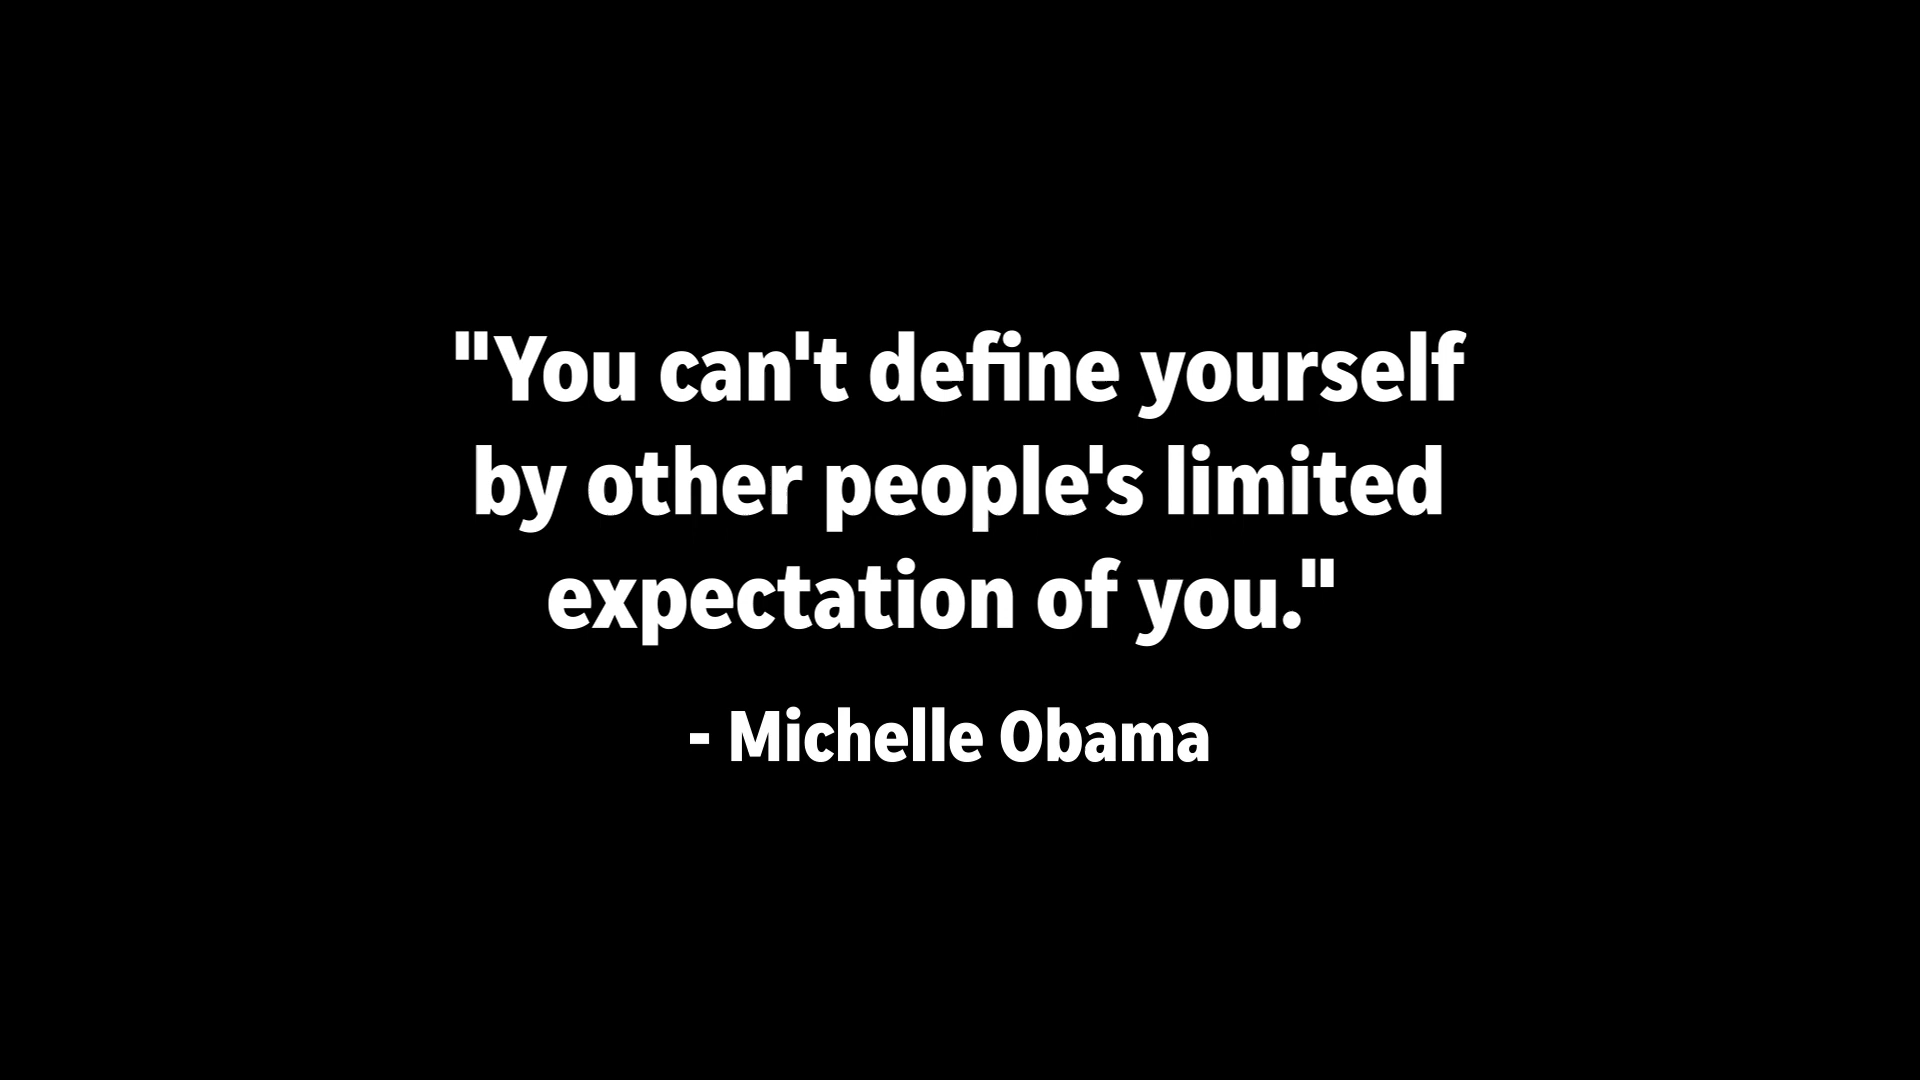 "You can't define yourself
by other people's limited
expectation of you."
- Michelle Obama